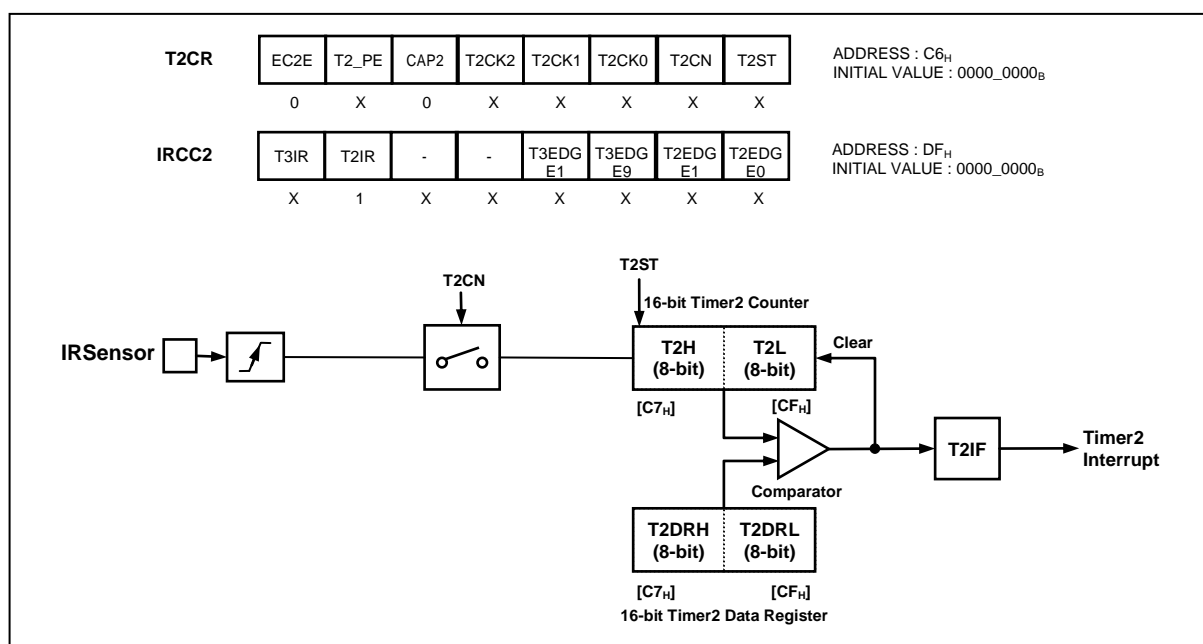 T2CR EC2E T2_PE CAP2 T2CK2 T2CK1 T2CK0 T2CN T2ST ADDRESS : C6H
INITIAL VALUE : 0000_0000B
0 X 0 X X X X X
IRCC2 T3IR T2IR - - T3EDG T3EDG T2EDG T2EDG ADDRESS : DFH
E1 E9 E1 E0 INITIAL VALUE : 0000_0000B
X 1 X X X X X X
T2CN T2ST
16-bit Timer2 Counter
IRSensor T2H T2L Clear
(8-bit) (8-bit)
[C7H] [CFH]
T2IF Timer2
Interrupt
Comparator
T2DRH T2DRL
(8-bit) (8-bit)
[C7H] [CFH]
16-bit Timer2 Data Register